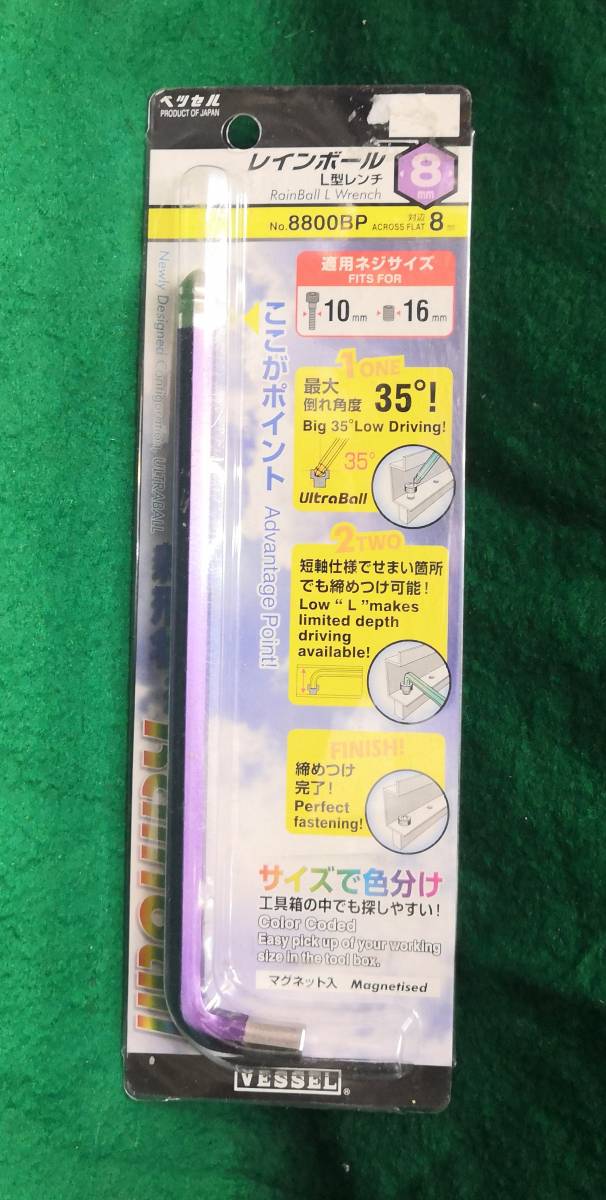 ベッセル
PRODUCT OF JAPAN
レインボール
L型レンチ
RainBall L Wrench
8
mm
No.8800BP
対辺
ACROSS FLAT
8mm
適用ネジサイズ
FITS FOR
10mm
16mm
ここがポイント
Advantage Point!
Newly Designed Configuration, ULTRABALL
1 ONE
最大
倒れ角度 35°!
Big 35°Low Driving!
35°
UltraBall
2 TWO
短軸仕様でせまい箇所
でも締めつけ可能!
Low “ L ”makes
limited depth
driving
available!
FINISH!
締めつけ
完了!
Perfect
fastening!
サイズで色分け
工具箱の中でも探しやすい!
Color Coded
Easy pick up of your working
size in the tool box.
マグネット入 Magnetised
VESSEL®